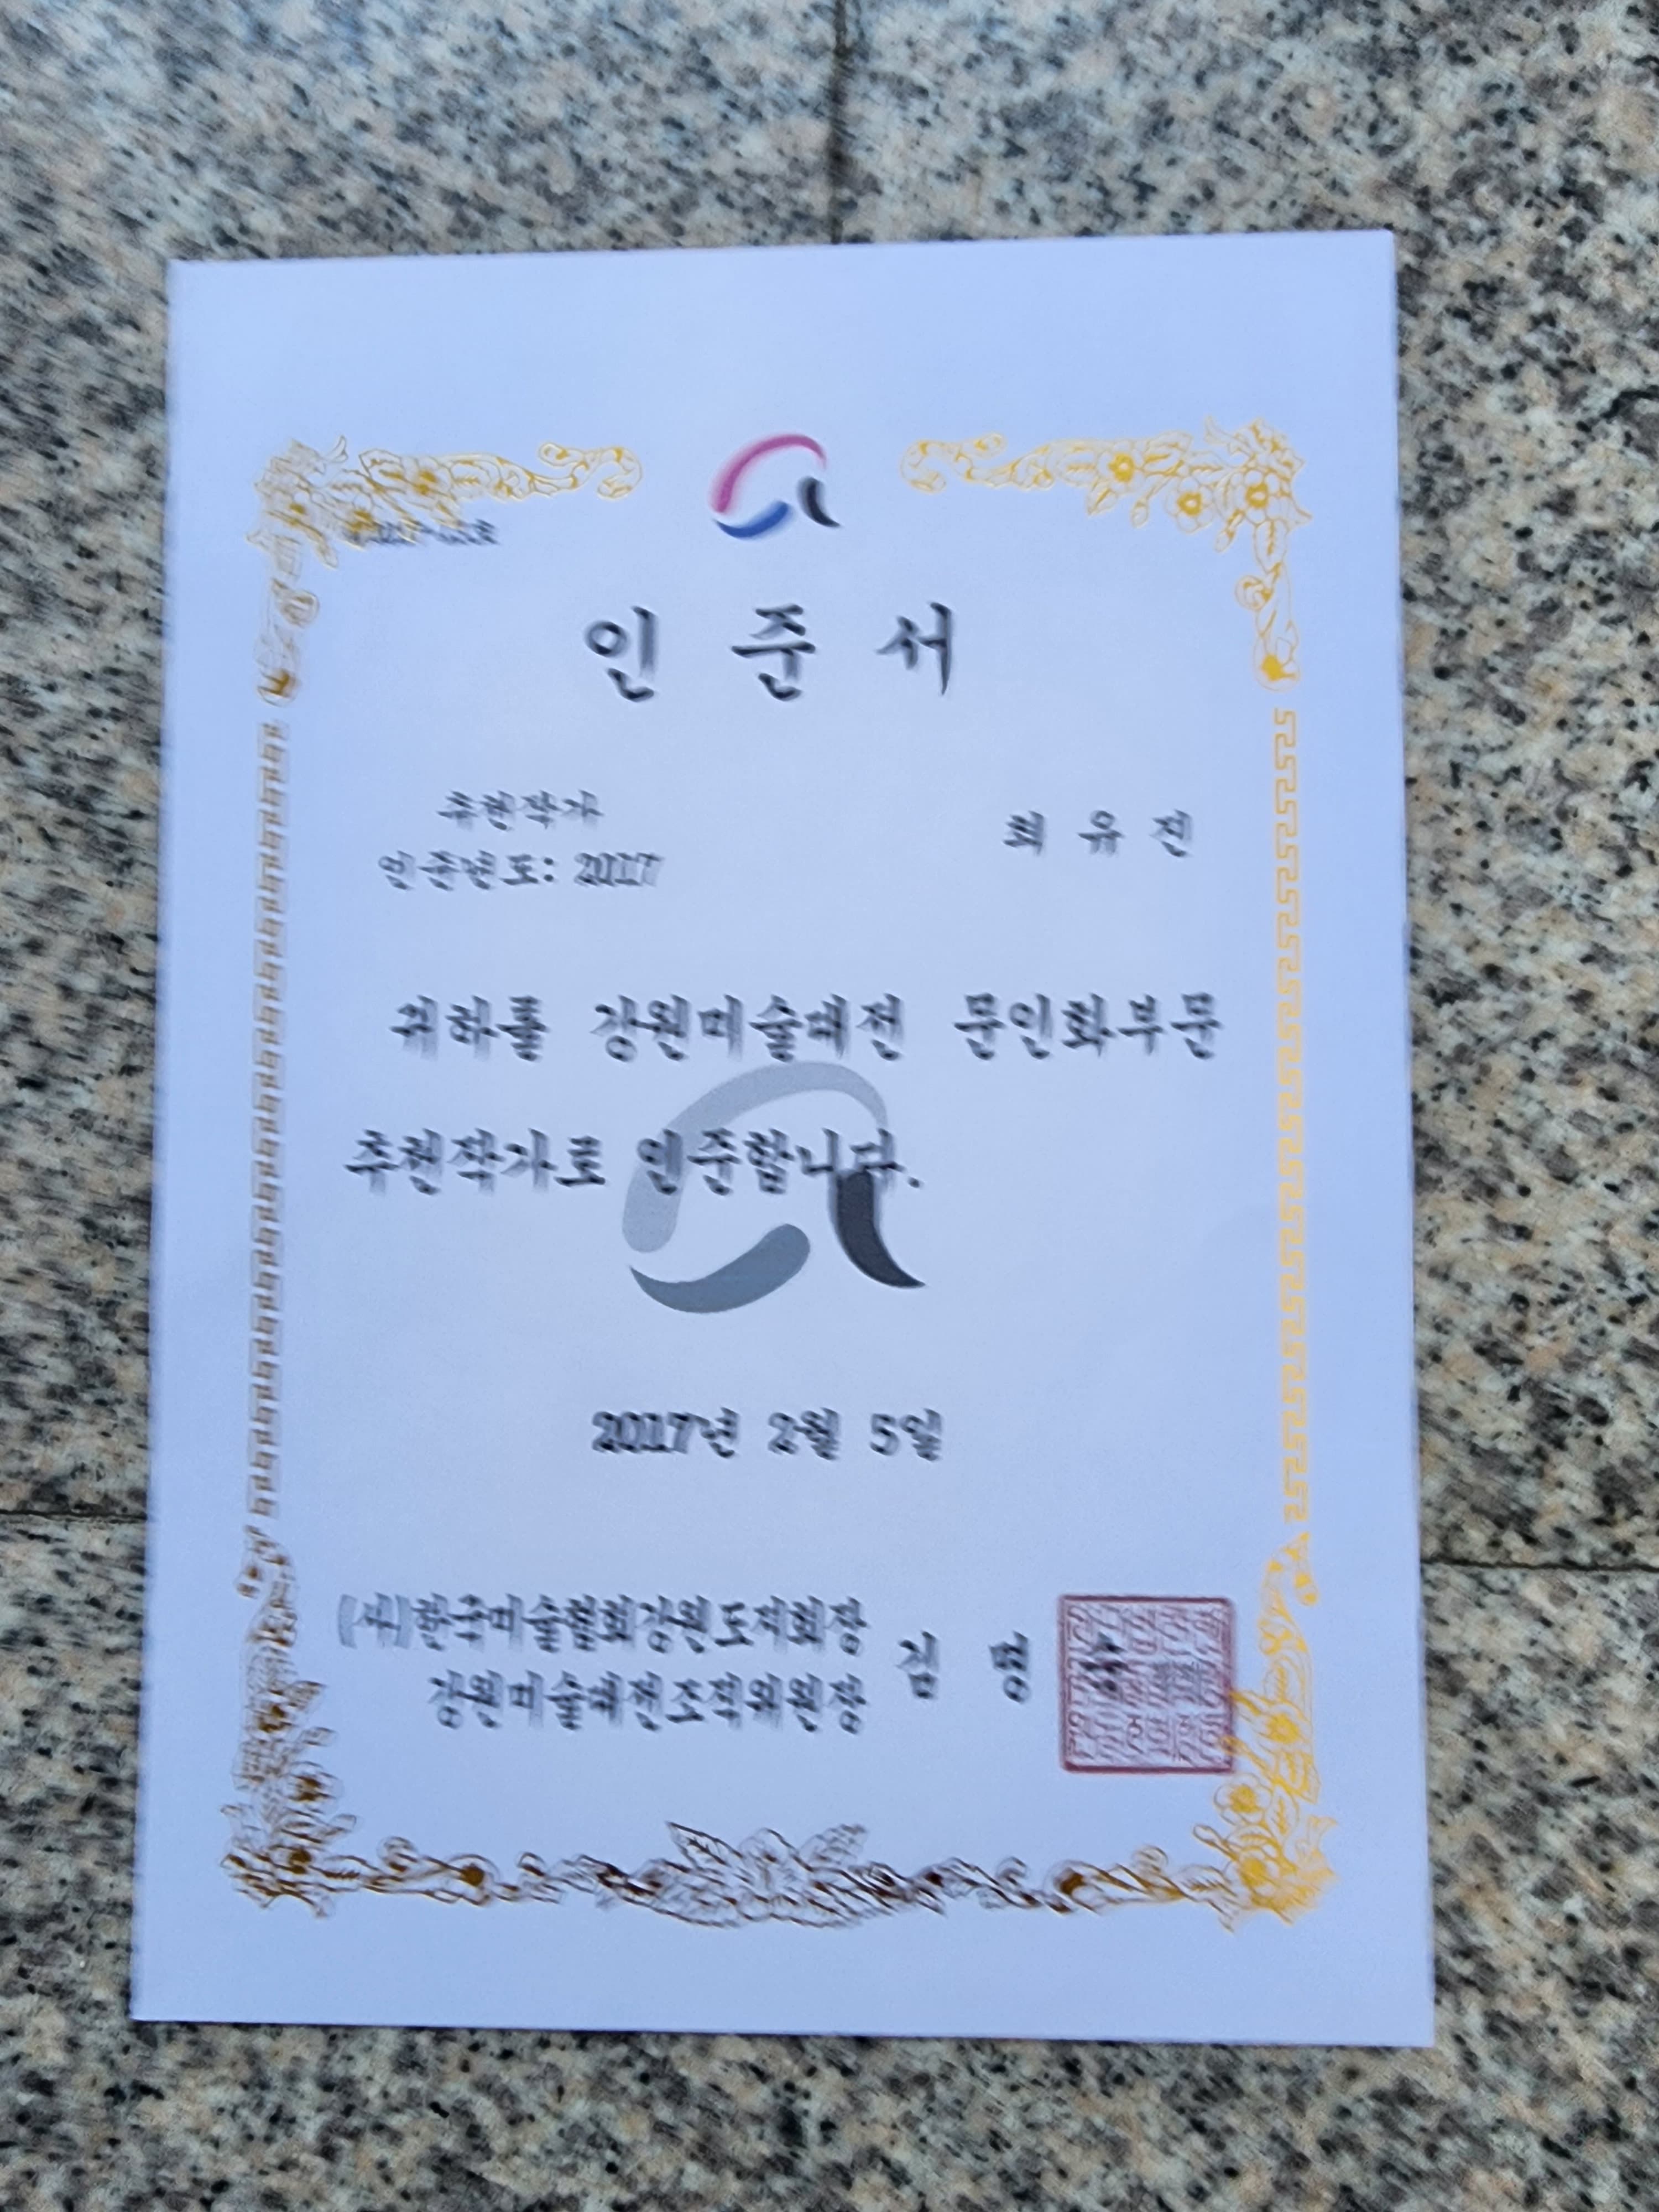 인 준 서
추천작가
최 유 진
인준년도: 2017
귀하를 강원미술대전 문인화부문
추천작가로 인준합니다.
2017년 2월 5일
(사)한국미술협회강원도지회장
강원미술대전조직위원장
김 명